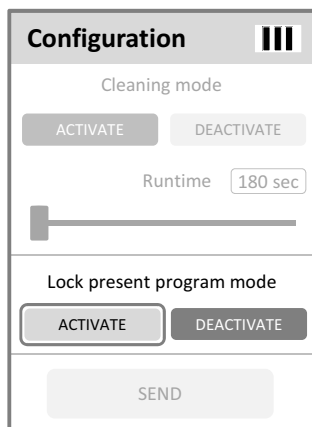 Configuration
Cleaning mode
ACTIVATE DEACTIVATE
Runtime 180 sec
Lock present program mode
ACTIVATE DEACTIVATE
SEND